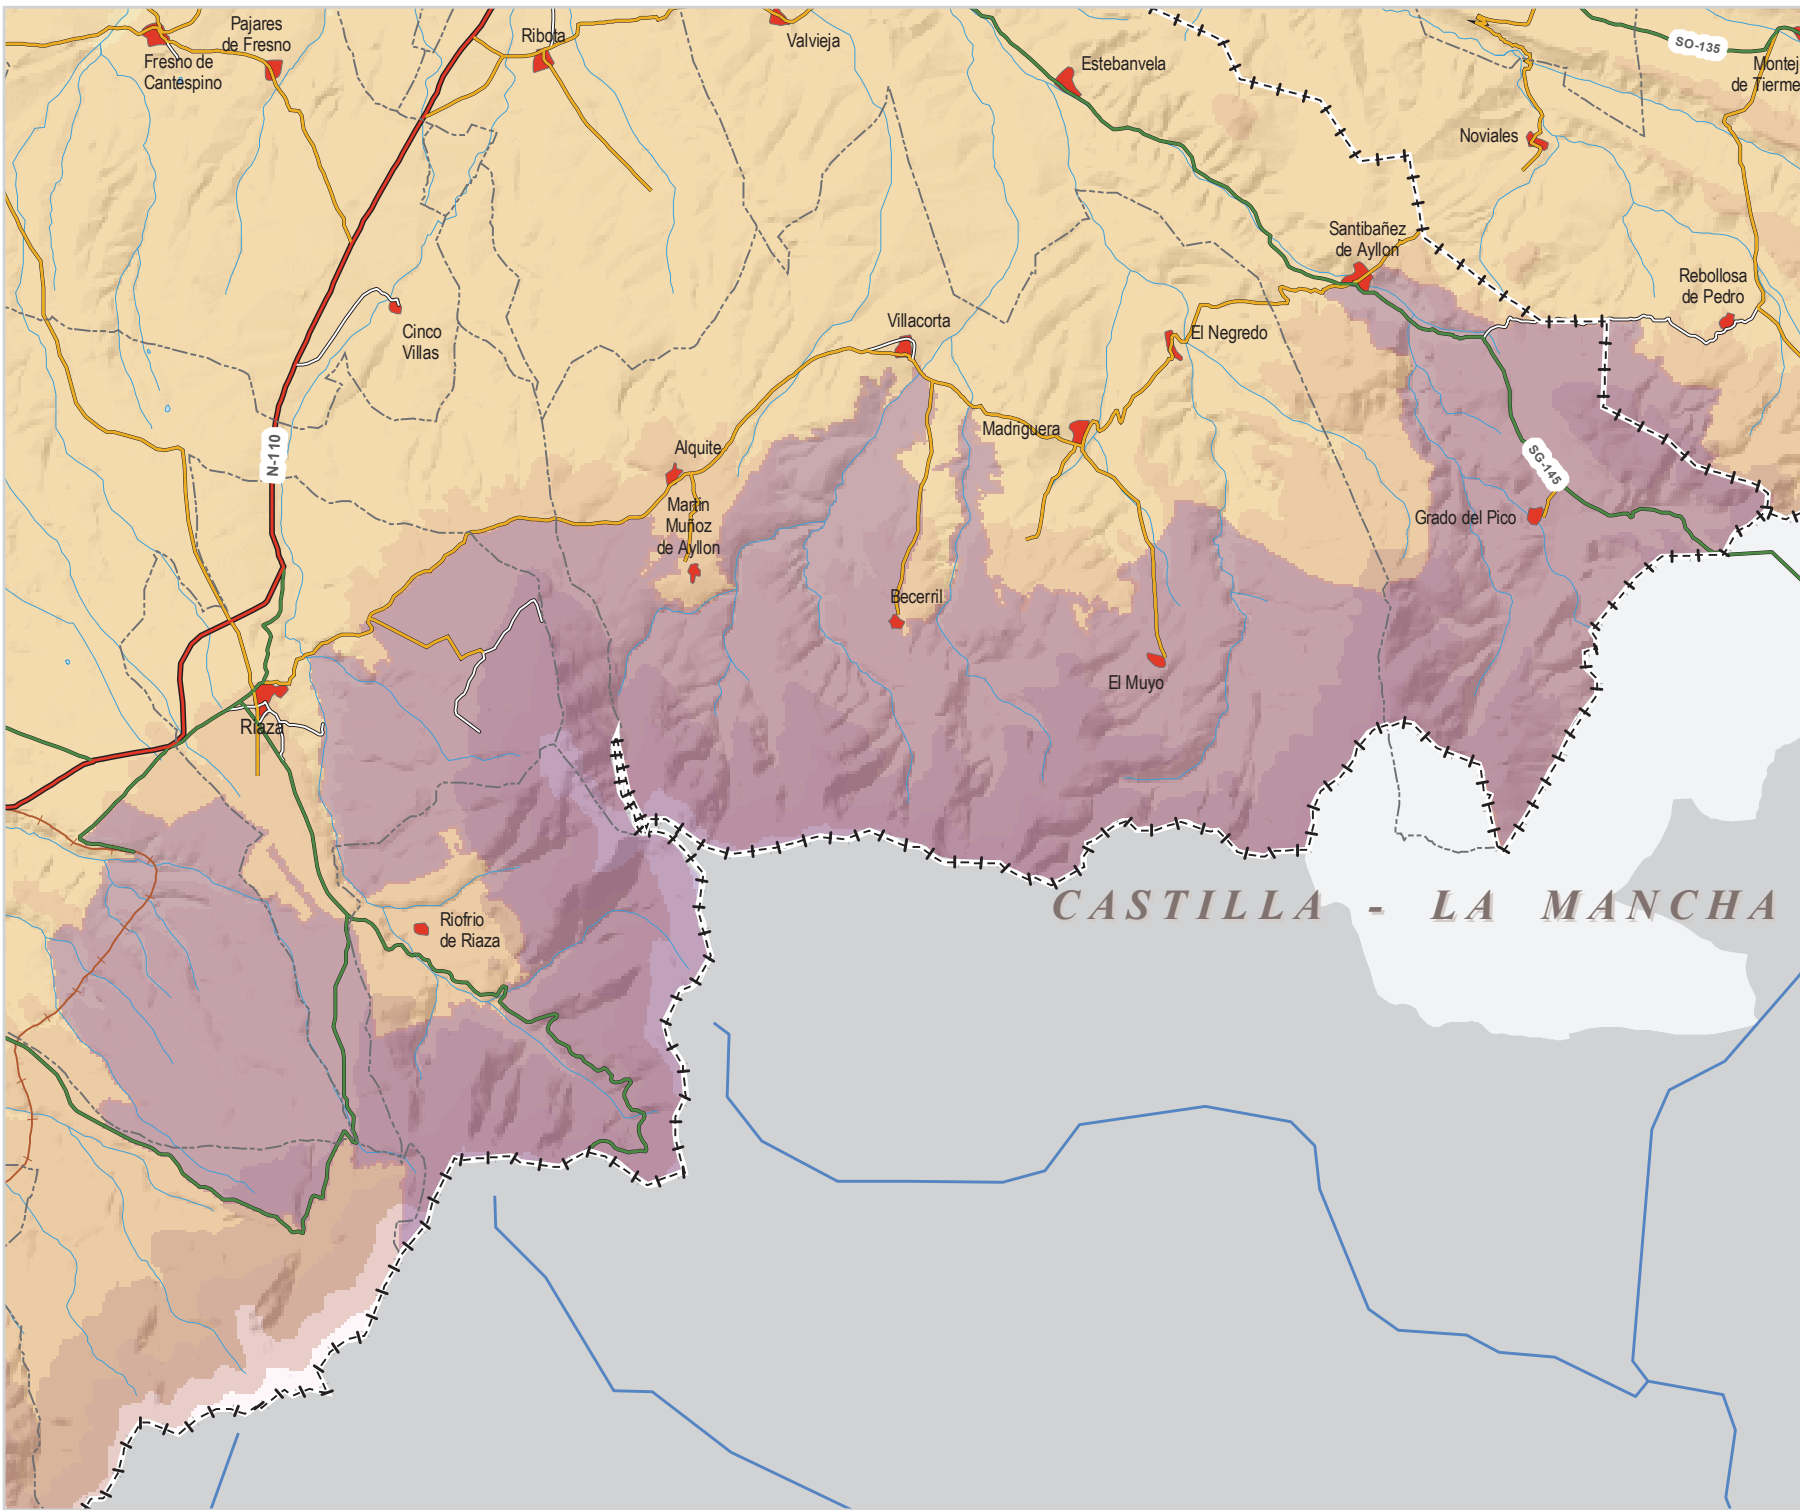 Pajares
de Fresno
Fresno de
Cantespino
Ribota
Valvieja
Estebanvela
SO-135
Montej
de Tierme
Noviales
Santibañez
de Ayllon
Rebollosa
de Pedro
Cinco
Villas
Villacorta
El Negredo
N-110
Alquite
Madriguera
SG-145
Martin
Muñoz
de Ayllon
Grado del Pico
Becerril
El Muyo
Riaza
CASTILLA - LA MANCHA
Riofrio
de Riaza